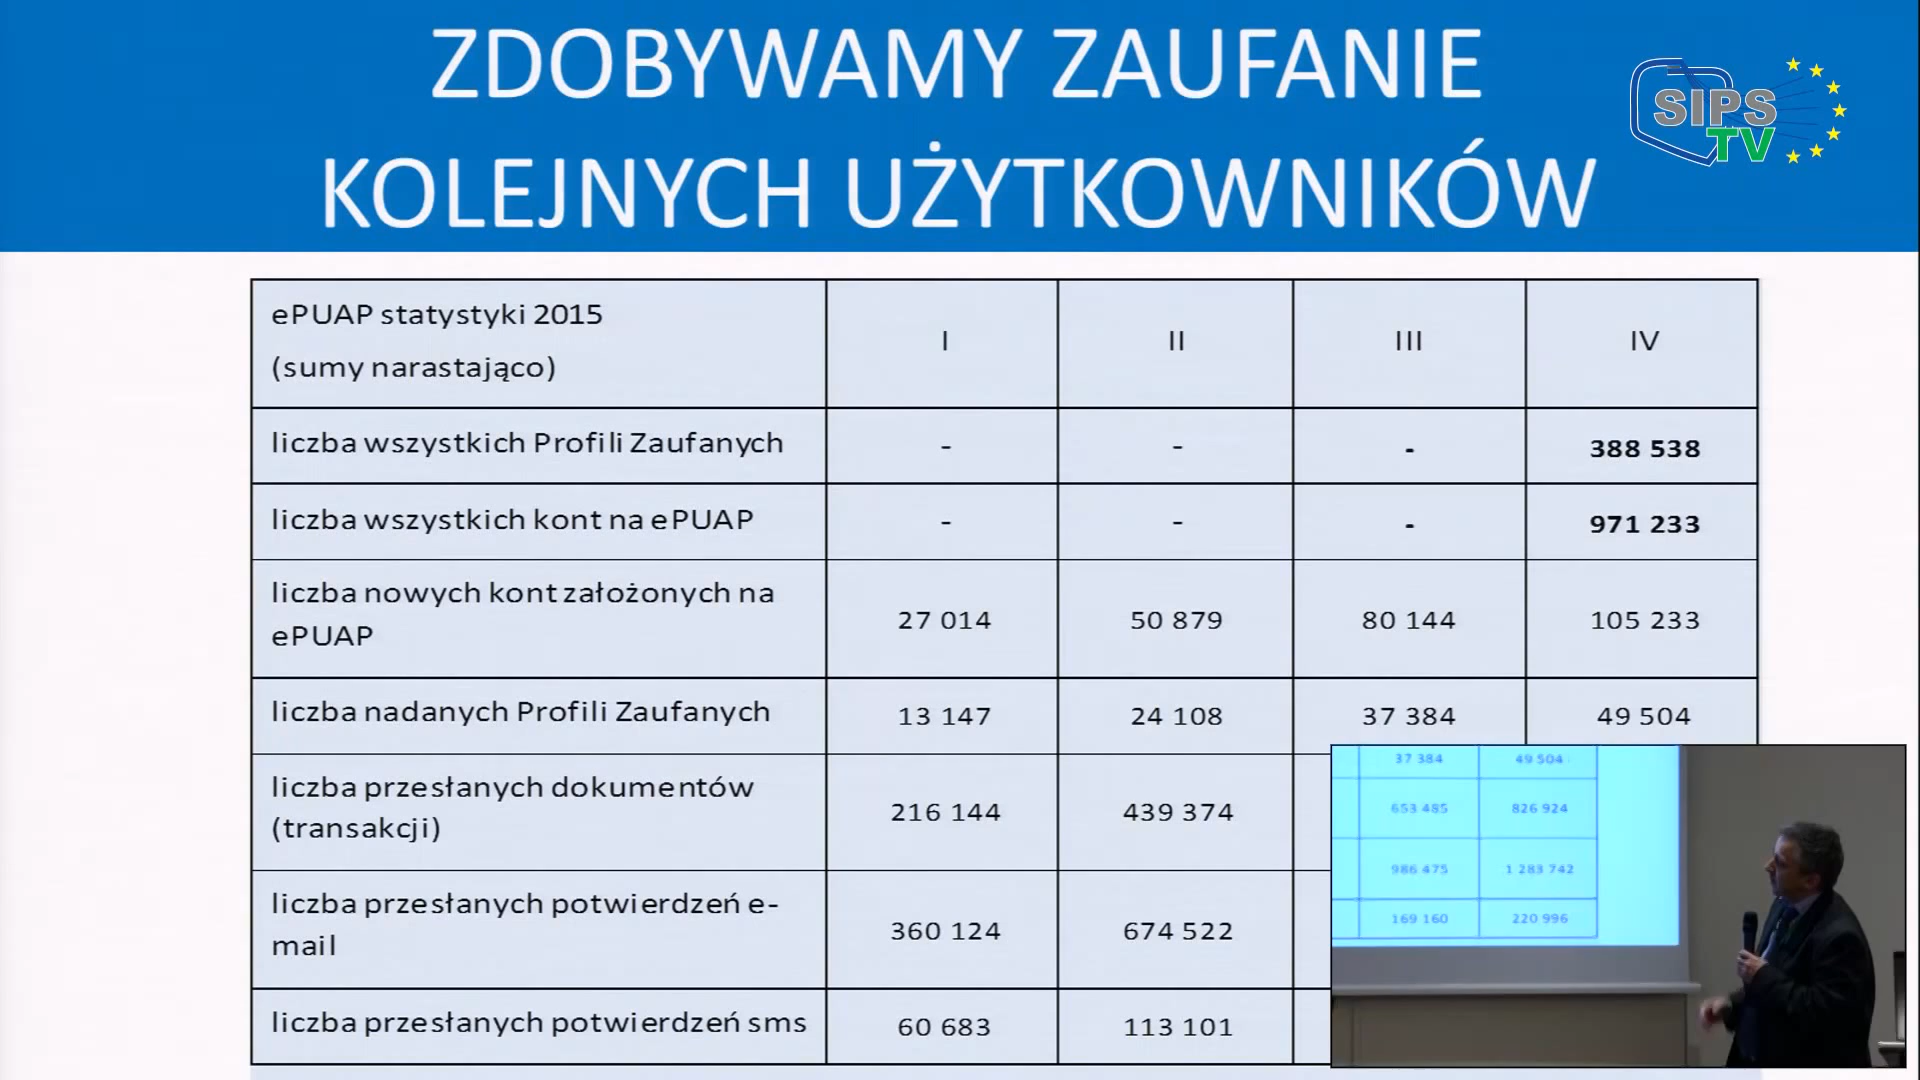 ZDOBYWAMY ZAUFANIE
KOLEJNYCH UŻYTKOWNIKÓW
SIPS
TV
ePUAP statystyki 2015
(sumy narastająco)
I
II
III
IV
liczba wszystkich Profili Zaufanych
-
-
-
388 538
liczba wszystkich kont na ePUAP
-
-
-
971 233
liczba nowych kont założonych na
ePUAP
27 014
50 879
80 144
105 233
liczba nadanych Profili Zaufanych
13 147
24 108
37 384
49 504
liczba przesłanych dokumentów
(transakcji)
216 144
439 374
liczba przesłanych potwierdzeń e-
mail
360 124
674 522
liczba przesłanych potwierdzeń sms
60 683
113 101
37 384
49 504
653 485
826 924
986 475
1 283 742
169 160
220 996